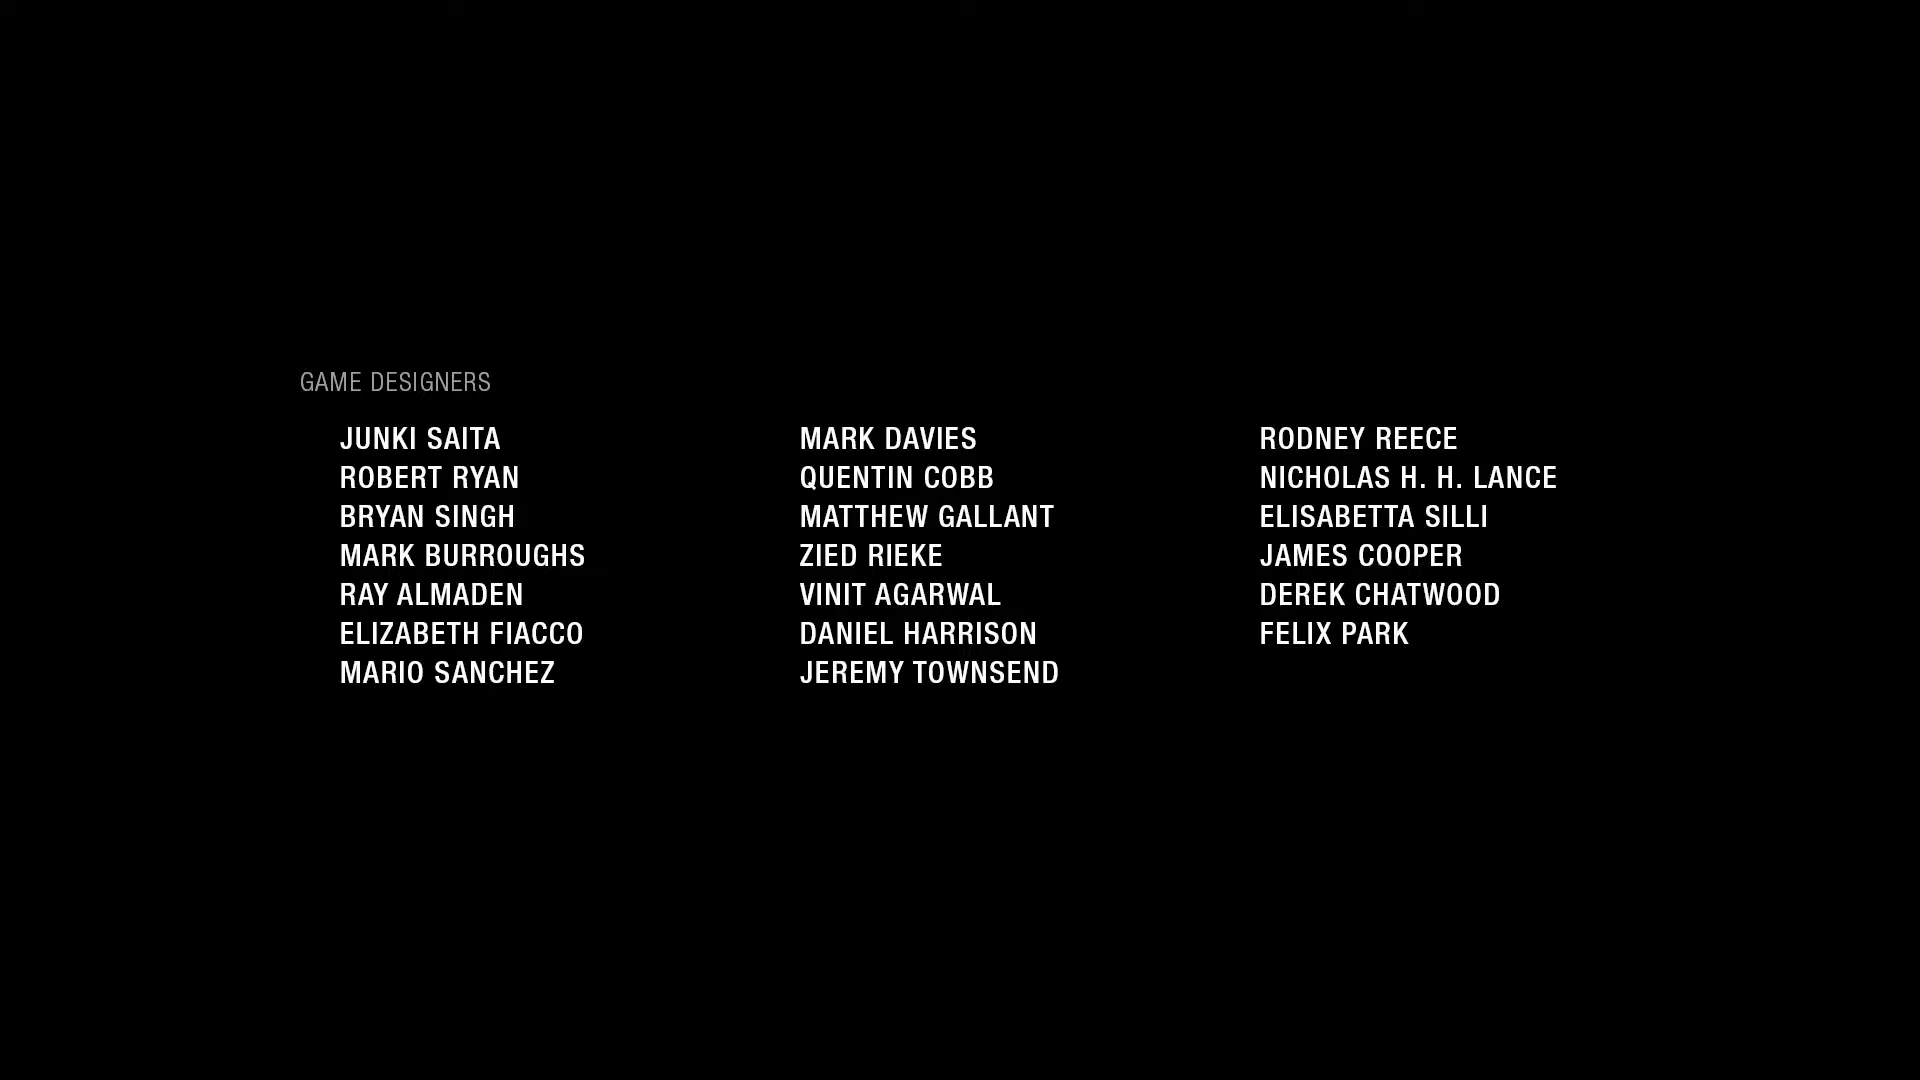 GAME DESIGNERS
JUNKI SAITA
ROBERT RYAN
BRYAN SINGH
MARK BURROUGHS
RAY ALMADEN
ELIZABETH FIACCO
MARIO SANCHEZ
MARK DAVIES
QUENTIN COBB
MATTHEW GALLANT
ZIED RIEKE
VINIT AGARWAL
DANIEL HARRISON
JEREMY TOWNSEND
RODNEY REECE
NICHOLAS H. H. LANCE
ELISABETTA SILLI
JAMES COOPER
DEREK CHATWOOD
FELIX PARK